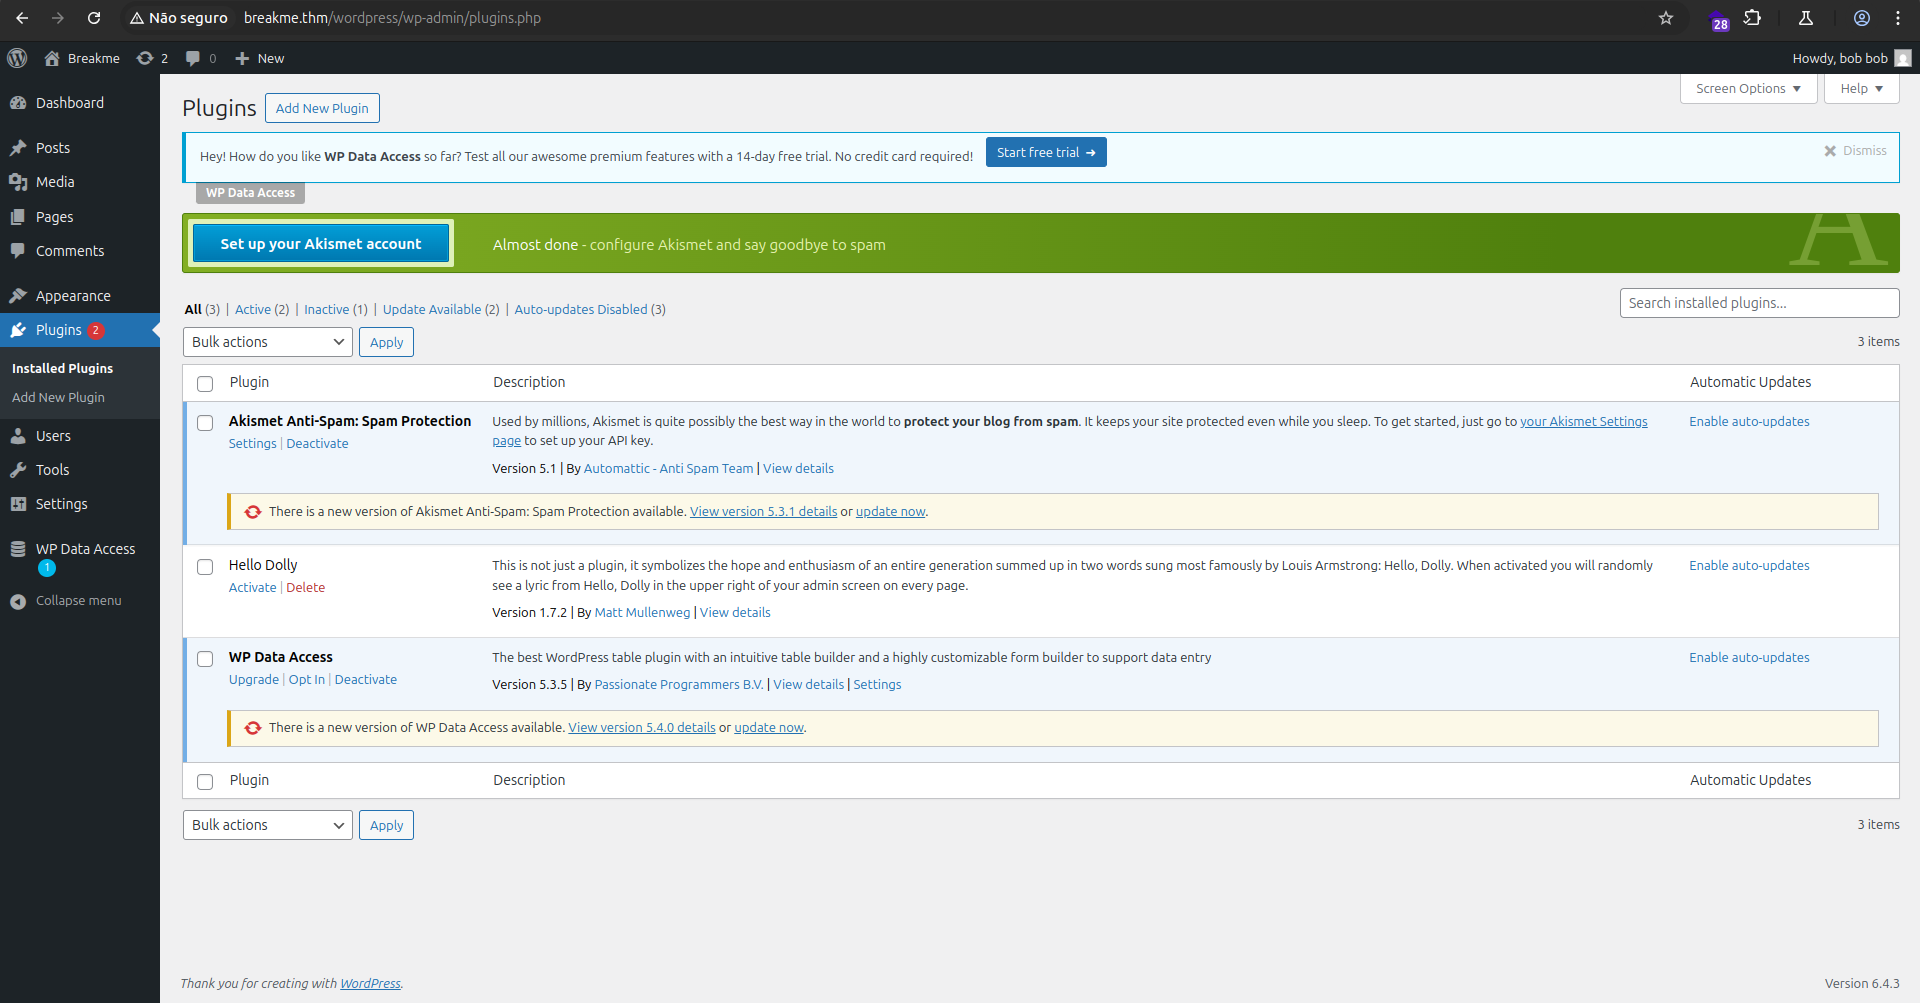 Não seguro breakme.thm/wordpress/wp-admin/plugins.php 28
Breakme 2 0 New Howdy, bob bob
Dashboard
Posts
Media
Pages
Comments
Appearance
Plugins 2
Installed Plugins
Add New Plugin
Users
Tools
Settings
WP Data Access
1
Collapse menu
Screen Options Help
Plugins Add New Plugin
Hey! How do you like WP Data Access so far? Test all our awesome premium features with a 14-day free trial. No credit card required! Start free trial ➜ Dismiss
WP Data Access
Set up your Akismet account Almost done - configure Akismet and say goodbye to spam A
All (3) | Active (2) | Inactive (1) | Update Available (2) | Auto-updates Disabled (3)
Search installed plugins...
Bulk actions Apply 3 items
Plugin Description Automatic Updates
Akismet Anti-Spam: Spam Protection
Settings | Deactivate
Used by millions, Akismet is quite possibly the best way in the world to protect your blog from spam. It keeps your site protected even while you sleep. To get started, just go to your Akismet Settings
page to set up your API key.
Version 5.1 | By Automattic - Anti Spam Team | View details
Enable auto-updates
There is a new version of Akismet Anti-Spam: Spam Protection available. View version 5.3.1 details or update now.
Hello Dolly
Activate | Delete
This is not just a plugin, it symbolizes the hope and enthusiasm of an entire generation summed up in two words sung most famously by Louis Armstrong: Hello, Dolly. When activated you will randomly
see a lyric from Hello, Dolly in the upper right of your admin screen on every page.
Version 1.7.2 | By Matt Mullenweg | View details
Enable auto-updates
WP Data Access
Upgrade | Opt In | Deactivate
The best WordPress table plugin with an intuitive table builder and a highly customizable form builder to support data entry
Version 5.3.5 | By Passionate Programmers B.V. | View details | Settings
Enable auto-updates
There is a new version of WP Data Access available. View version 5.4.0 details or update now.
Plugin Description Automatic Updates
Bulk actions Apply 3 items
Thank you for creating with WordPress. Version 6.4.3